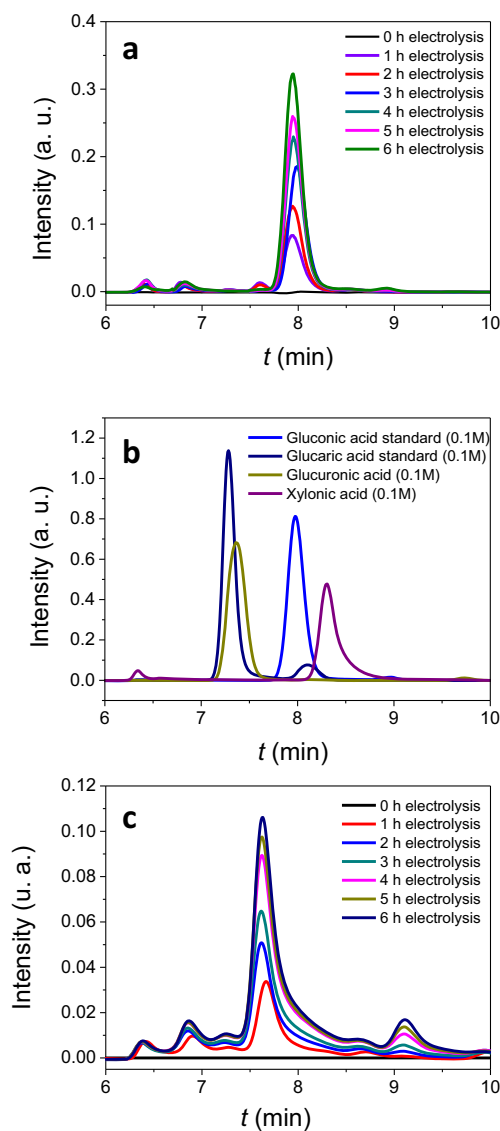 a
0 h electrolysis
1 h electrolysis
2 h electrolysis
3 h electrolysis
4 h electrolysis
5 h electrolysis
6 h electrolysis
0.4
0.3
0.2
0.1
0.0
Intensity (a. u.)
6 7 8 9 10
t (min)
b
Gluconic acid standard (0.1M)
Glucaric acid standard (0.1M)
Glucuronic acid (0.1M)
Xylonic acid (0.1M)
1.2
1.0
0.8
0.6
0.4
0.2
0.0
Intensity (a. u.)
6 7 8 9 10
t (min)
c
0 h electrolysis
1 h electrolysis
2 h electrolysis
3 h electrolysis
4 h electrolysis
5 h electrolysis
6 h electrolysis
0.12
0.10
0.08
0.06
0.04
0.02
0.00
Intensity (u. a.)
6 7 8 9 10
t (min)